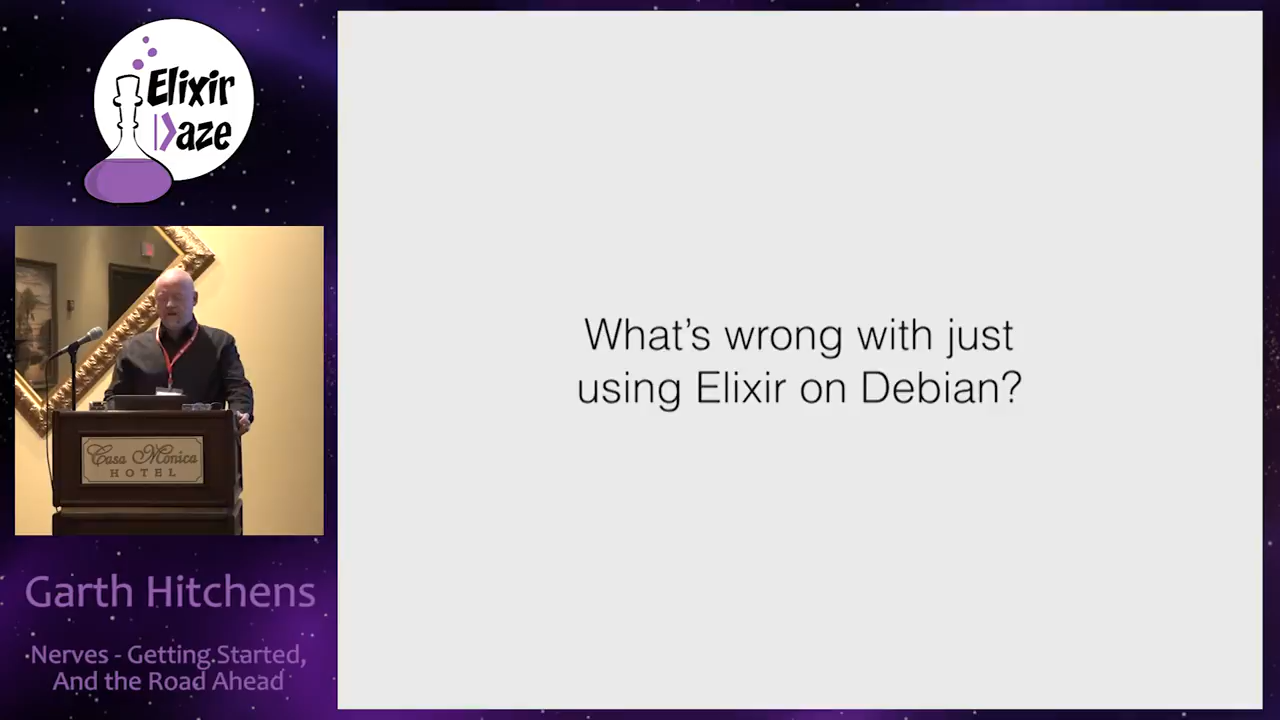 Elixir
Daze
What's wrong with just
using Elixir on Debian?
Casa Monica
HOTEL
Garth Hitchens
Nerves - Getting Started,
And the Road Ahead